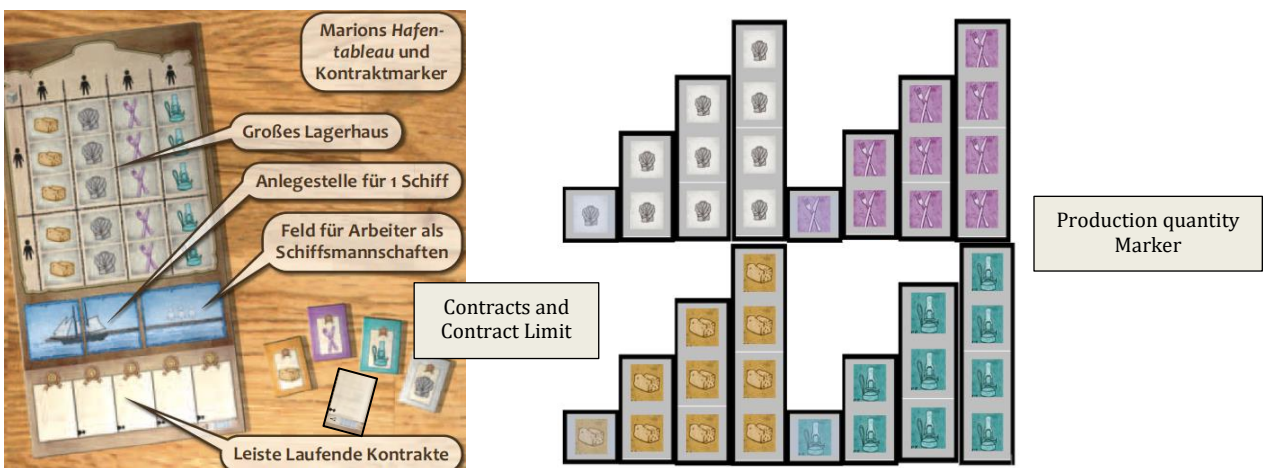 Marions Hafen-
tableau und
Kontraktmarker
Großes Lagerhaus
Anlegestelle für 1 Schiff
Feld für Arbeiter als
Schiffsmannschaften
Leiste Laufende Kontrakte
Contracts and
Contract Limit
Production quantity
Marker